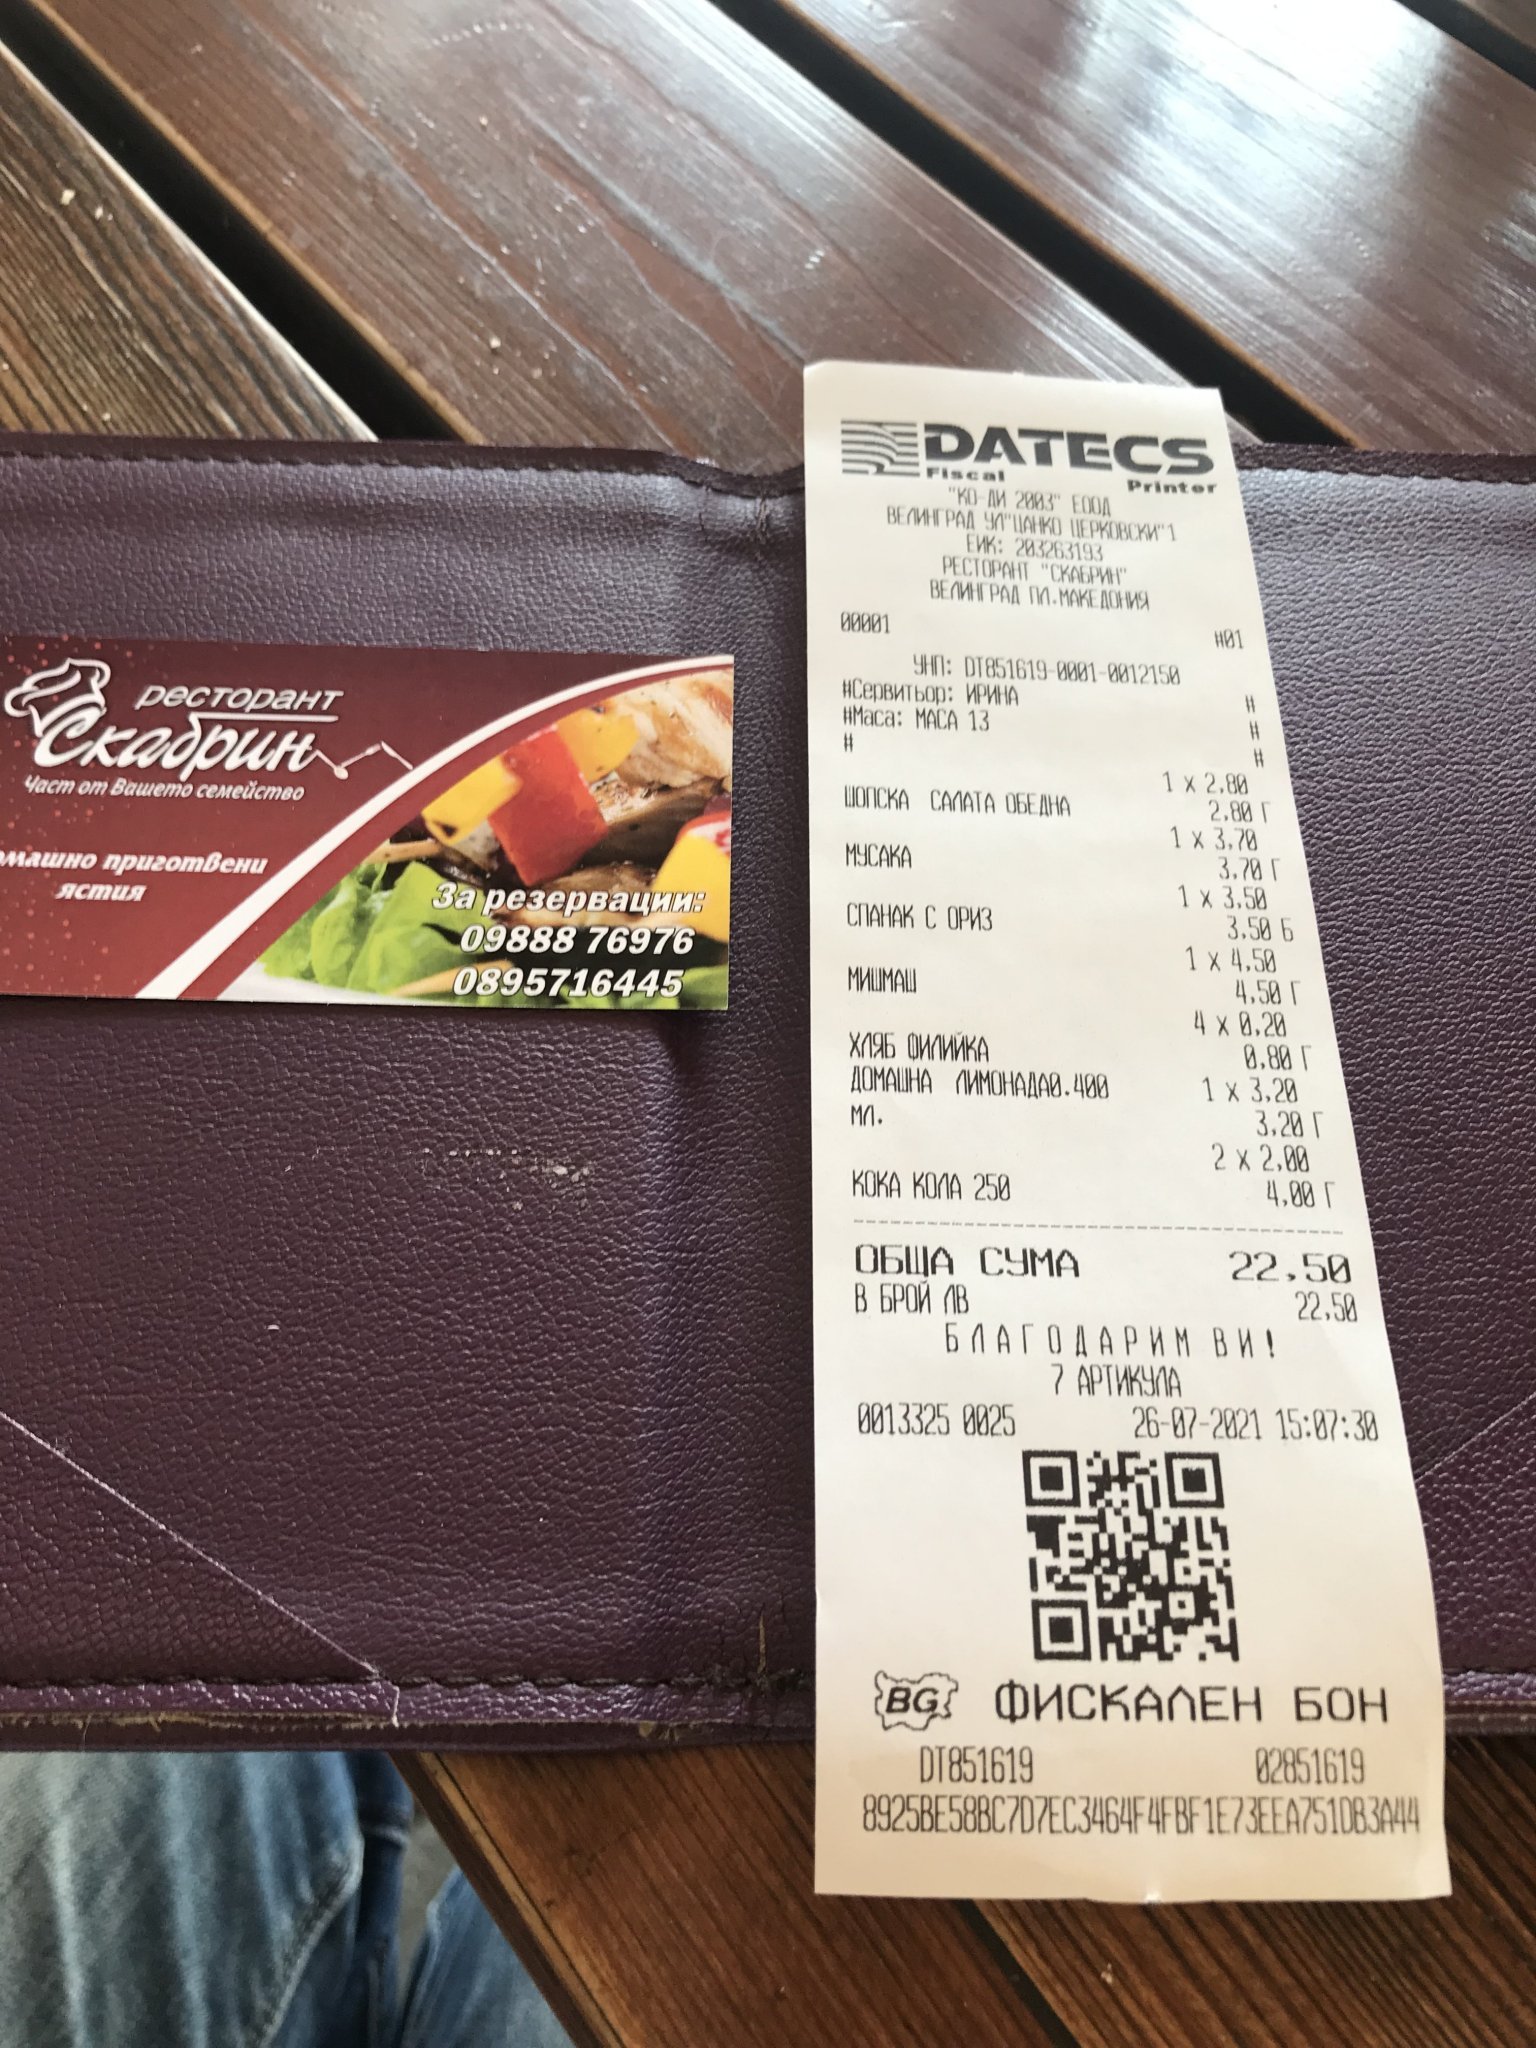 ресторант
Скабрин
Част от Вашето семейство
омашно приготвени
ястия
За резервации:
09888 76976
0895716445
DATECS
Fiscal Printer
"КО-ДИ 2003" ЕООД
ВЕЛИНГРАД УЛ"ЦАНКО ЦЕРКОВСКИ"1
ЕИК: 203263193
РЕСТОРАНТ "СКАБРИН"
ВЕЛИНГРАД ПЛ.МАКЕДОНИЯ
00001 #01
УНП: DT851619-0001-0012150
#Сервитьор: ИРИНА #
#Маса: МАСА 13 #
# #
1 x 2.80
ШОПСКА САЛАТА ОБЕДНА 2,80 Г
1 x 3.70
МУСАКА 3,70 Г
1 x 3.50
СПАНАК С ОРИЗ 3.50 Б
1 x 4.50
МИШМАШ 4,50 Г
4 x 0.20
ХЛЯБ ФИЛИЙКА 0,80 Г
ДОМАШНА ЛИМОНАДА0.400 1 x 3,20
МЛ. 3,20 Г
2 x 2,00
КОКА КОЛА 250 4,00 Г
ОБЩА СУМА 22,50
В БРОЙ ЛВ 22,50
БЛАГОДАРИМ ВИ!
7 АРТИКУЛА
0013325 0025 26-07-2021 15:07:30
BG ФИСКАЛЕН БОН
DT851619 02851619
8925BE58BC7D7EC3464F4FBF1E73EEA751DB3A44